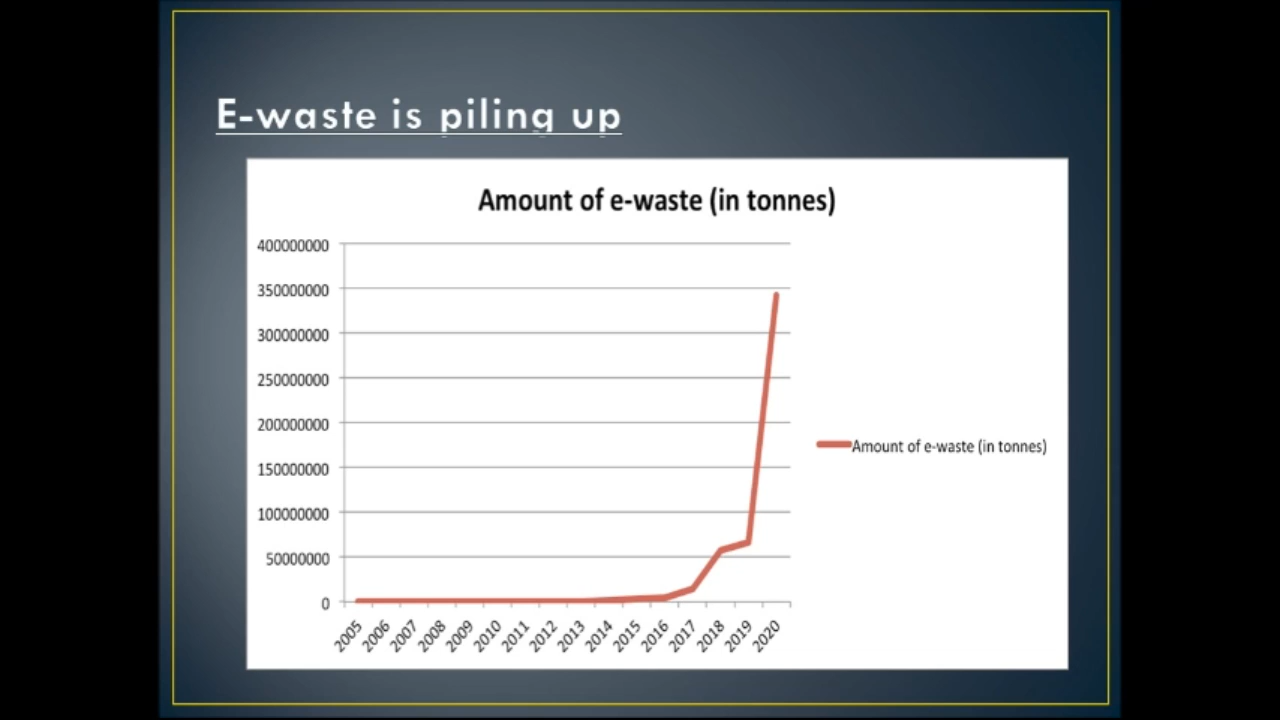 E-waste is piling up
Amount of e-waste (in tonnes)
400000000
350000000
300000000
250000000
200000000
150000000
100000000
50000000
0
Amount of e-waste (in tonnes)
2005 2006 2007 2008 2009 2010 2011 2012 2013 2014 2015 2016 2017 2018 2019 2020